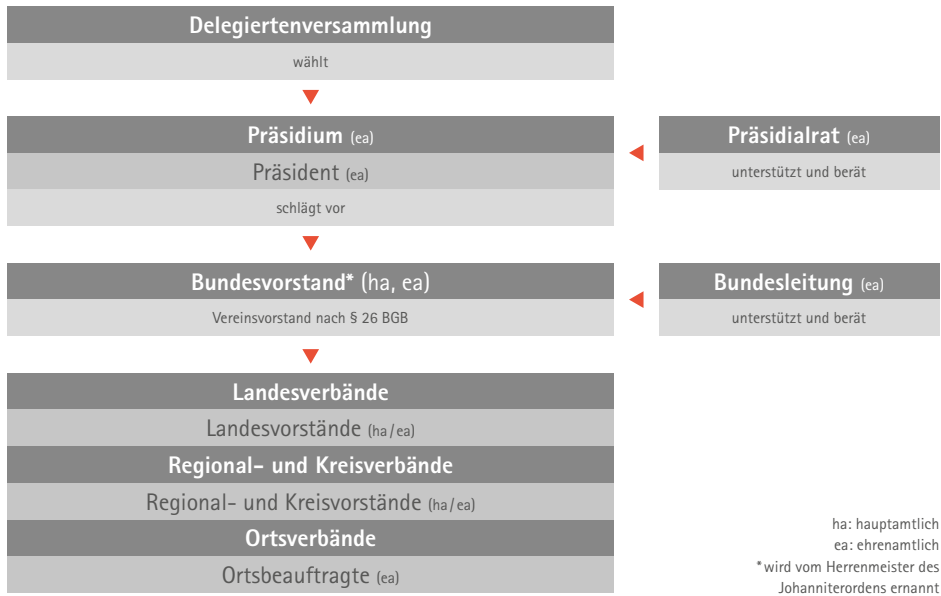 Delegiertenversammlung
wählt
Präsidium (ea)
Präsident (ea)
schlägt vor
Präsidialrat (ea)
unterstützt und berät
Bundesvorstand* (ha, ea)
Vereinsvorstand nach § 26 BGB
Bundesleitung (ea)
unterstützt und berät
Landesverbände
Landesvorstände (ha/ea)
Regional- und Kreisverbände
Regional- und Kreisvorstände (ha/ea)
Ortsverbände
Ortsbeauftragte (ea)
ha: hauptamtlich
ea: ehrenamtlich
*wird vom Herrenmeister des
Johanniterordens ernannt